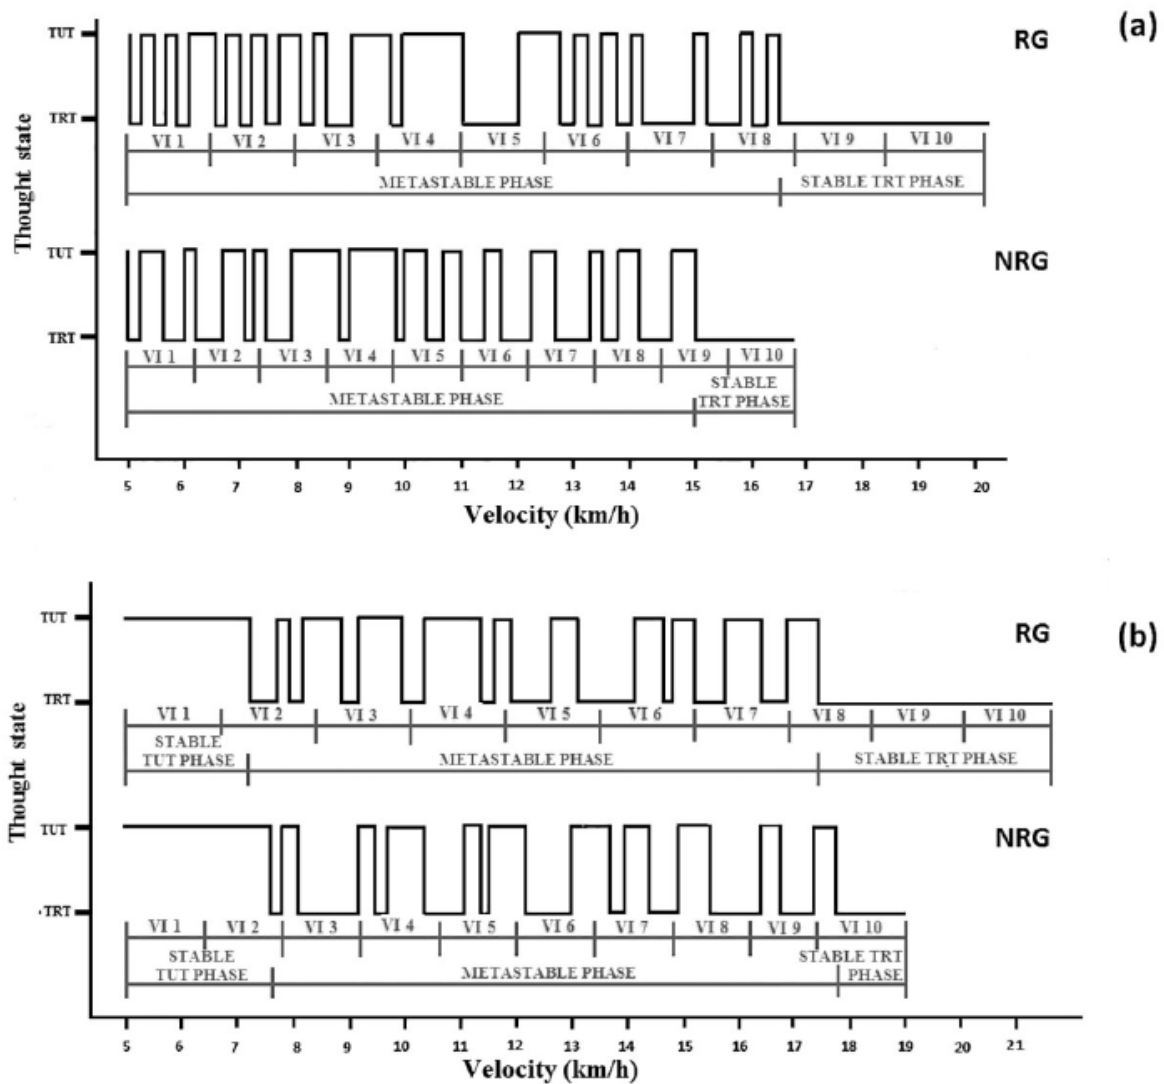 (a)
RG
TUT
TRT
VI 1 VI 2 VI 3 VI 4 VI 5 VI 6 VI 7 VI 8 VI 9 VI 10
METASTABLE PHASE STABLE TRT PHASE
Thought state
NRG
TUT
TRT
VI 1 VI 2 VI 3 VI 4 VI 5 VI 6 VI 7 VI 8 VI 9 VI 10
METASTABLE PHASE STABLE
TRT PHASE
5 6 7 8 9 10 11 12 13 14 15 16 17 18 19 20
Velocity (km/h)
(b)
RG
TUT
TRT
VI 1 VI 2 VI 3 VI 4 VI 5 VI 6 VI 7 VI 8 VI 9 VI 10
STABLE
TUT PHASE METASTABLE PHASE STABLE TRT PHASE
Thought state
NRG
TUT
TRT
VI 1 VI 2 VI 3 VI 4 VI 5 VI 6 VI 7 VI 8 VI 9 VI 10
STABLE STABLE TRT
TUT PHASE METASTABLE PHASE PHASE
5 6 7 8 9 10 11 12 13 14 15 16 17 18 19 20 21
Velocity (km/h)